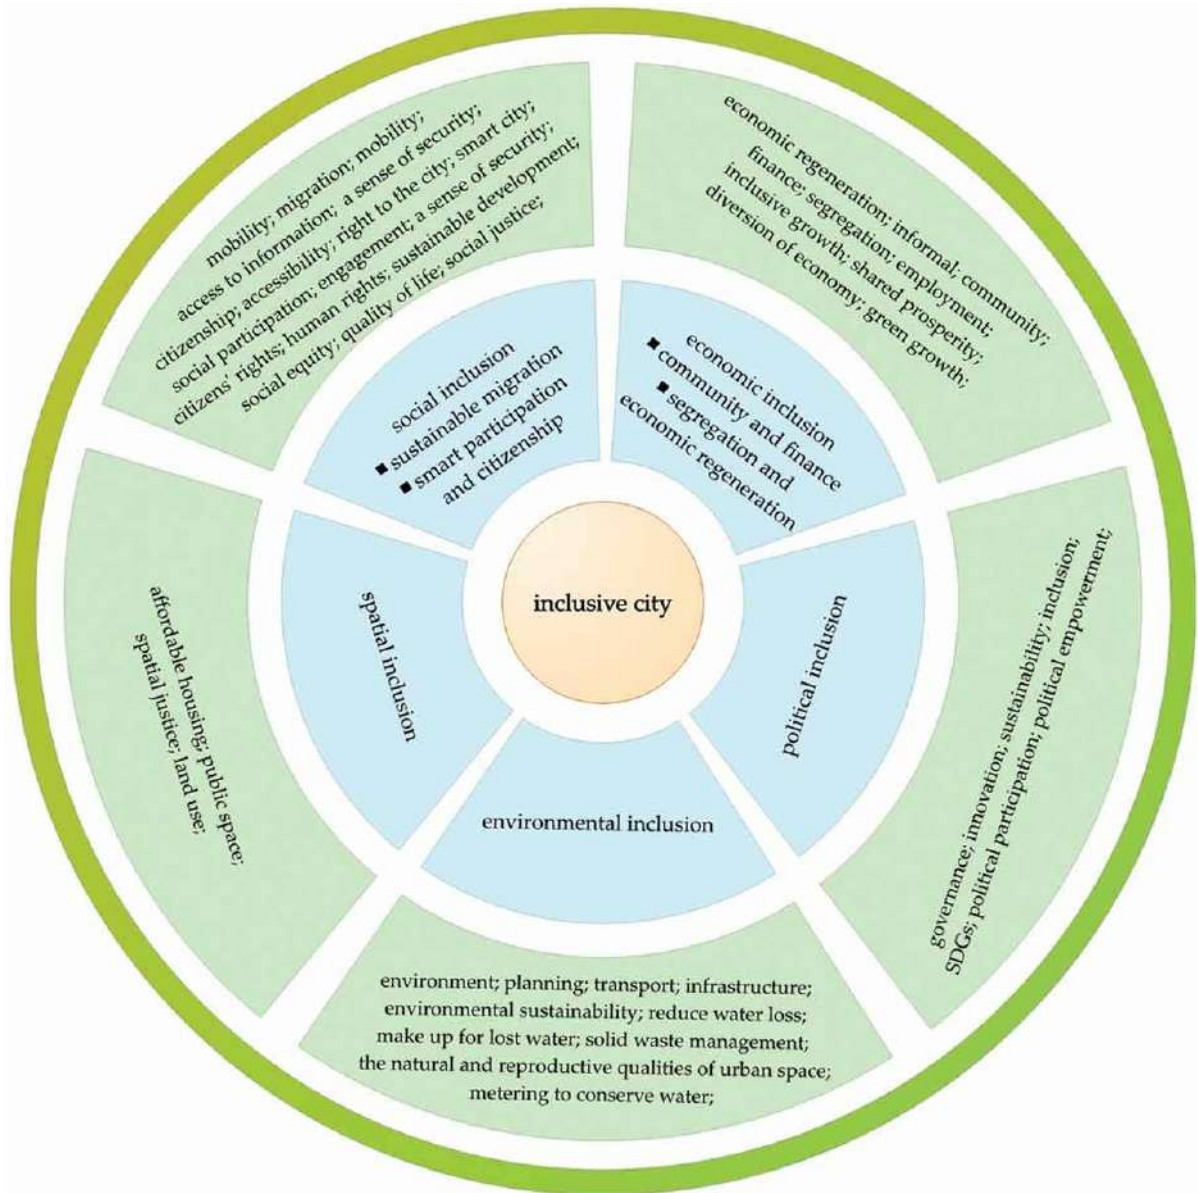 mobility; migration; mobility;
access to information; a sense of security;
citizenship; accessibility; right to the city; smart city;
social participation; engagement; a sense of security;
citizens' rights; human rights; sustainable development;
social equity; quality of life; social justice;
economic regeneration; informal; community;
finance; segregation; employment;
inclusive growth; shared prosperity;
diversion of economy; green growth;
social inclusion
▪ sustainable migration
▪ smart participation
and citizenship
economic inclusion
▪ community and finance
▪ segregation and
economic regeneration
inclusive city
spatial inclusion
political inclusion
environmental inclusion
affordable housing; public space;
spatial justice; land use;
governance; innovation; sustainability; inclusion;
SDGs; political participation; political empowerment;
environment; planning; transport; infrastructure;
environmental sustainability; reduce water loss;
make up for lost water; solid waste management;
the natural and reproductive qualities of urban space;
metering to conserve water;